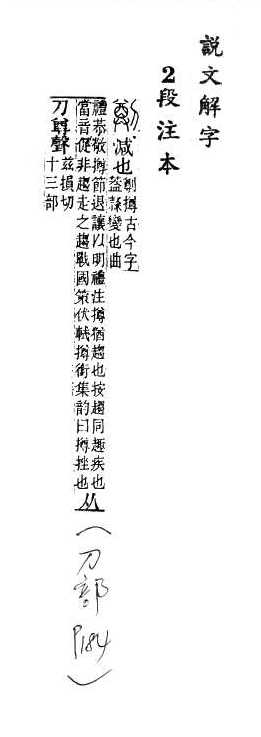 說文解字
2段注本
減也㔌撙古今字
葢隸變也曲
禮恭敬撙節退讓以明禮注撙猶趨也按趨同趣疾也
當音促非趨走之趨戰國策伏軾撙銜集韵曰撙挫也
从
刀尊聲茲損切
十三部
(刀部 P184)